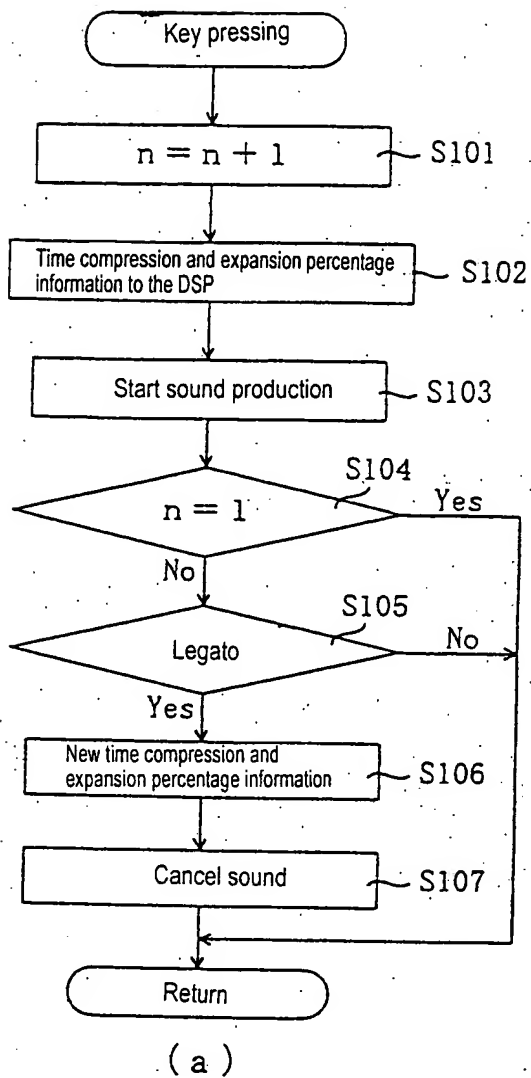 Key pressing
n = n + 1
S101
Time compression and expansion percentage
information to the DSP
S102
Start sound production
S103
S104
n = 1
Yes
No
S105
Legato
No
Yes
New time compression and
expansion percentage information
S106
Cancel sound
S107
Return
(a)